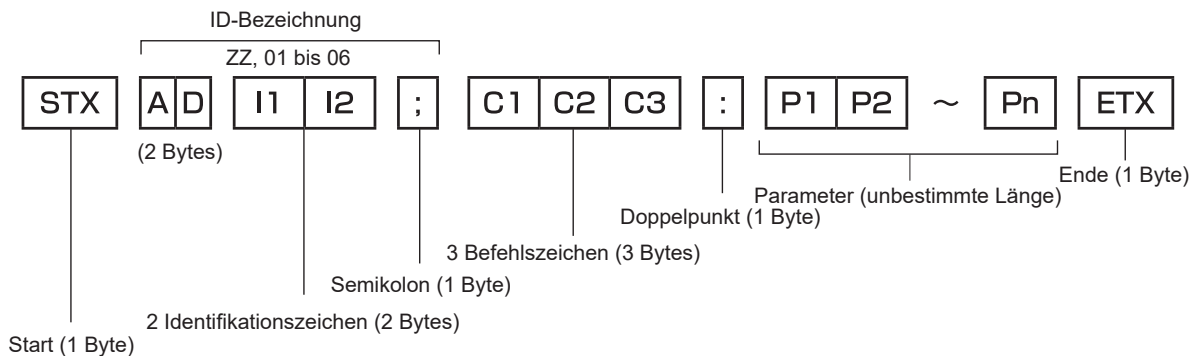 ID-Bezeichnung
ZZ, 01 bis 06
STX A D I1 I2 ; C1 C2 C3 : P1 P2 ~ Pn ETX
(2 Bytes)
Ende (1 Byte)
Parameter (unbestimmte Länge)
Doppelpunkt (1 Byte)
3 Befehlszeichen (3 Bytes)
Semikolon (1 Byte)
2 Identifikationszeichen (2 Bytes)
Start (1 Byte)